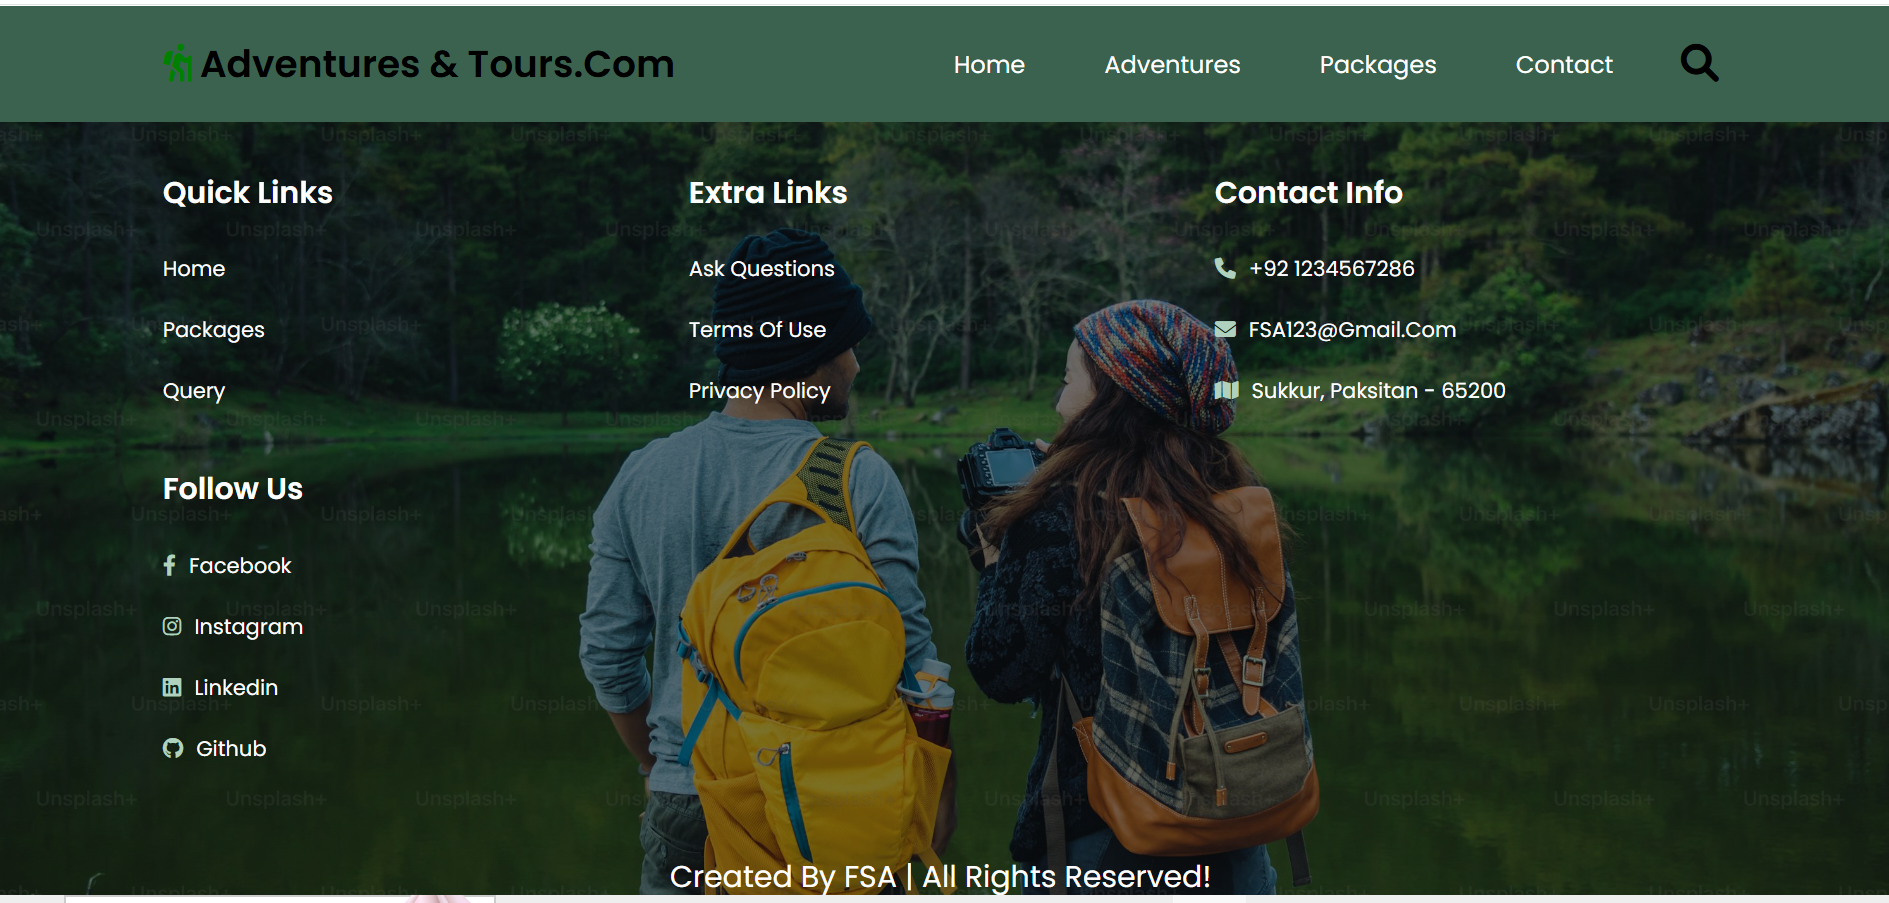 Adventures & Tours.Com
Home Adventures Packages Contact
Quick Links
Home
Packages
Query
Extra Links
Ask Questions
Terms Of Use
Privacy Policy
Contact Info
+92 1234567286
FSA123@Gmail.Com
Sukkur, Paksitan - 65200
Follow Us
Facebook
Instagram
Linkedin
Github
Created By FSA | All Rights Reserved!
Unsplash+